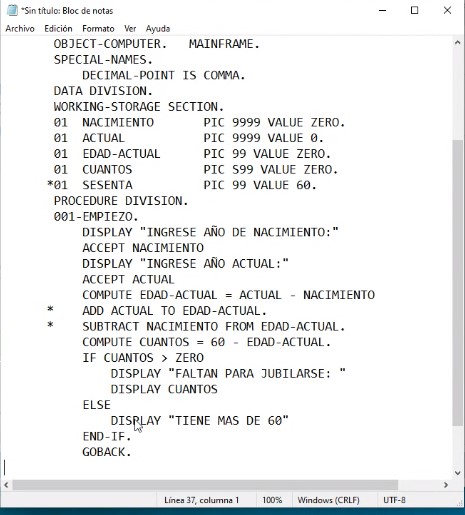 *Sin título: Bloc de notas
Archivo Edición Formato Ver Ayuda
OBJECT-COMPUTER. MAINFRAME.
SPECIAL-NAMES.
DECIMAL-POINT IS COMMA.
DATA DIVISION.
WORKING-STORAGE SECTION.
01 NACIMIENTO PIC 9999 VALUE ZERO.
01 ACTUAL PIC 9999 VALUE 0.
01 EDAD-ACTUAL PIC 99 VALUE ZERO.
01 CUANTOS PIC S99 VALUE ZERO.
*01 SESENTA PIC 99 VALUE 60.
PROCEDURE DIVISION.
001-EMPIEZO.
DISPLAY "INGRESE AÑO DE NACIMIENTO:"
ACCEPT NACIMIENTO
DISPLAY "INGRESE AÑO ACTUAL:"
ACCEPT ACTUAL
COMPUTE EDAD-ACTUAL = ACTUAL - NACIMIENTO
* ADD ACTUAL TO EDAD-ACTUAL.
* SUBTRACT NACIMIENTO FROM EDAD-ACTUAL.
COMPUTE CUANTOS = 60 - EDAD-ACTUAL.
IF CUANTOS > ZERO
DISPLAY "FALTAN PARA JUBILARSE: "
DISPLAY CUANTOS
ELSE
DISPLAY "TIENE MAS DE 60"
END-IF.
GOBACK.
Línea 37, columna 1 100% Windows (CRLF) UTF-8